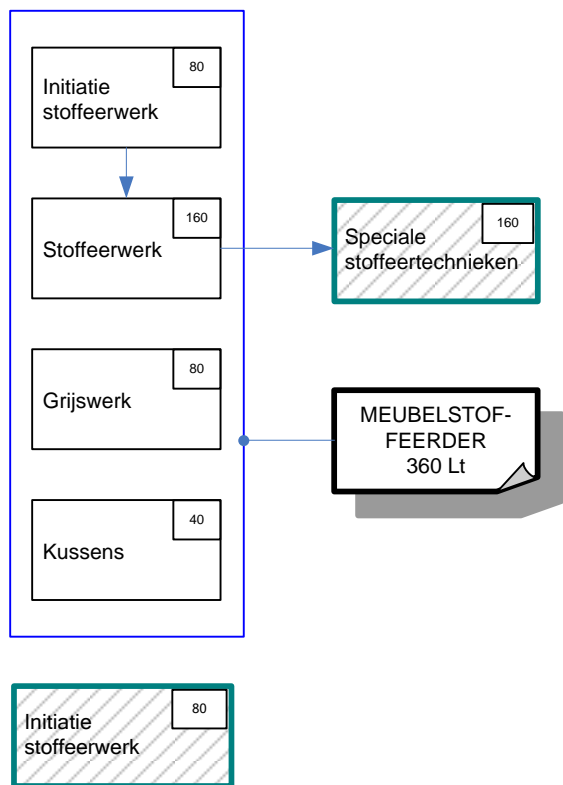 80
Initiatie
stoffeerwerk
160
Stoffeerwerk
160
Speciale
stoffeertechnieken
80
Grijswerk
MEUBELSTOF-
FEERDER
360 Lt
40
Kussens
80
Initiatie
stoffeerwerk